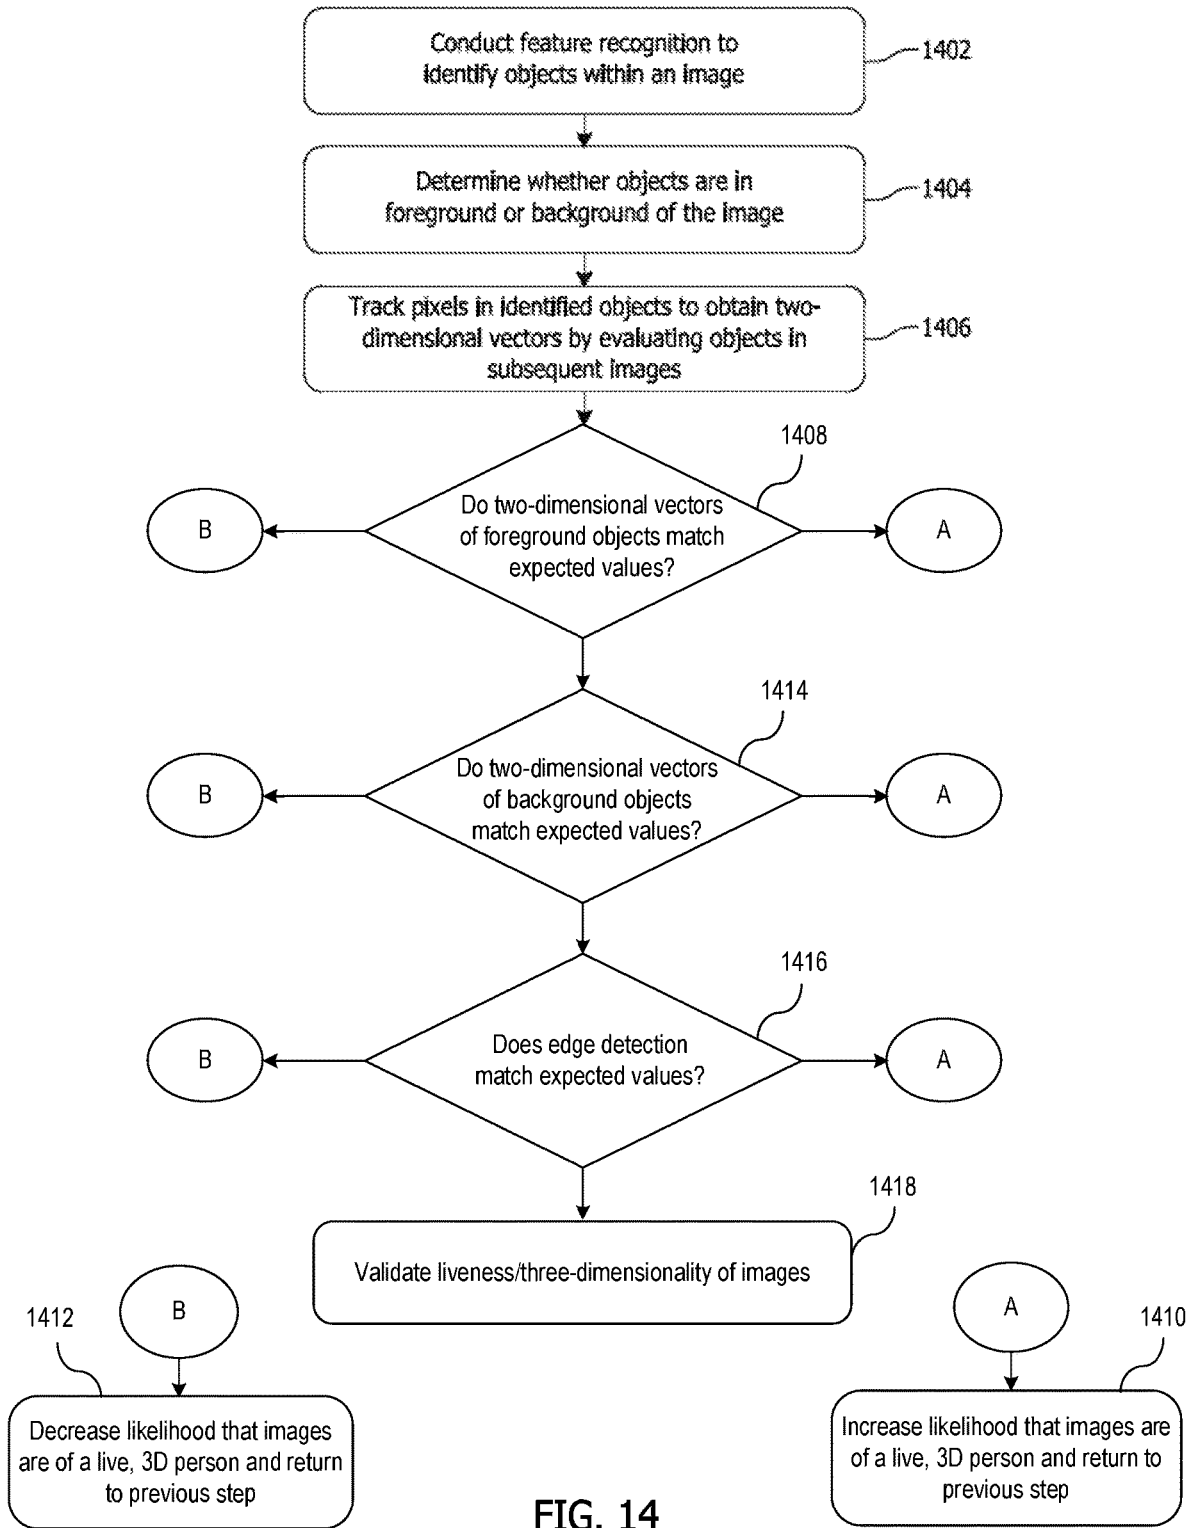 Conduct feature recognition to
identify objects within an image
1402
Determine whether objects are in
foreground or background of the image
1404
Track pixels in identified objects to obtain two-
dimensional vectors by evaluating objects in
subsequent images
1406
1408
Do two-dimensional vectors
of foreground objects match
expected values?
B
A
1414
Do two-dimensional vectors
of background objects
match expected values?
B
A
1416
Does edge detection
match expected values?
B
A
1418
Validate liveness/three-dimensionality of images
B
1412
Decrease likelihood that images
are of a live, 3D person and return
to previous step
A
1410
Increase likelihood that images are
of a live, 3D person and return to
previous step
FIG. 14